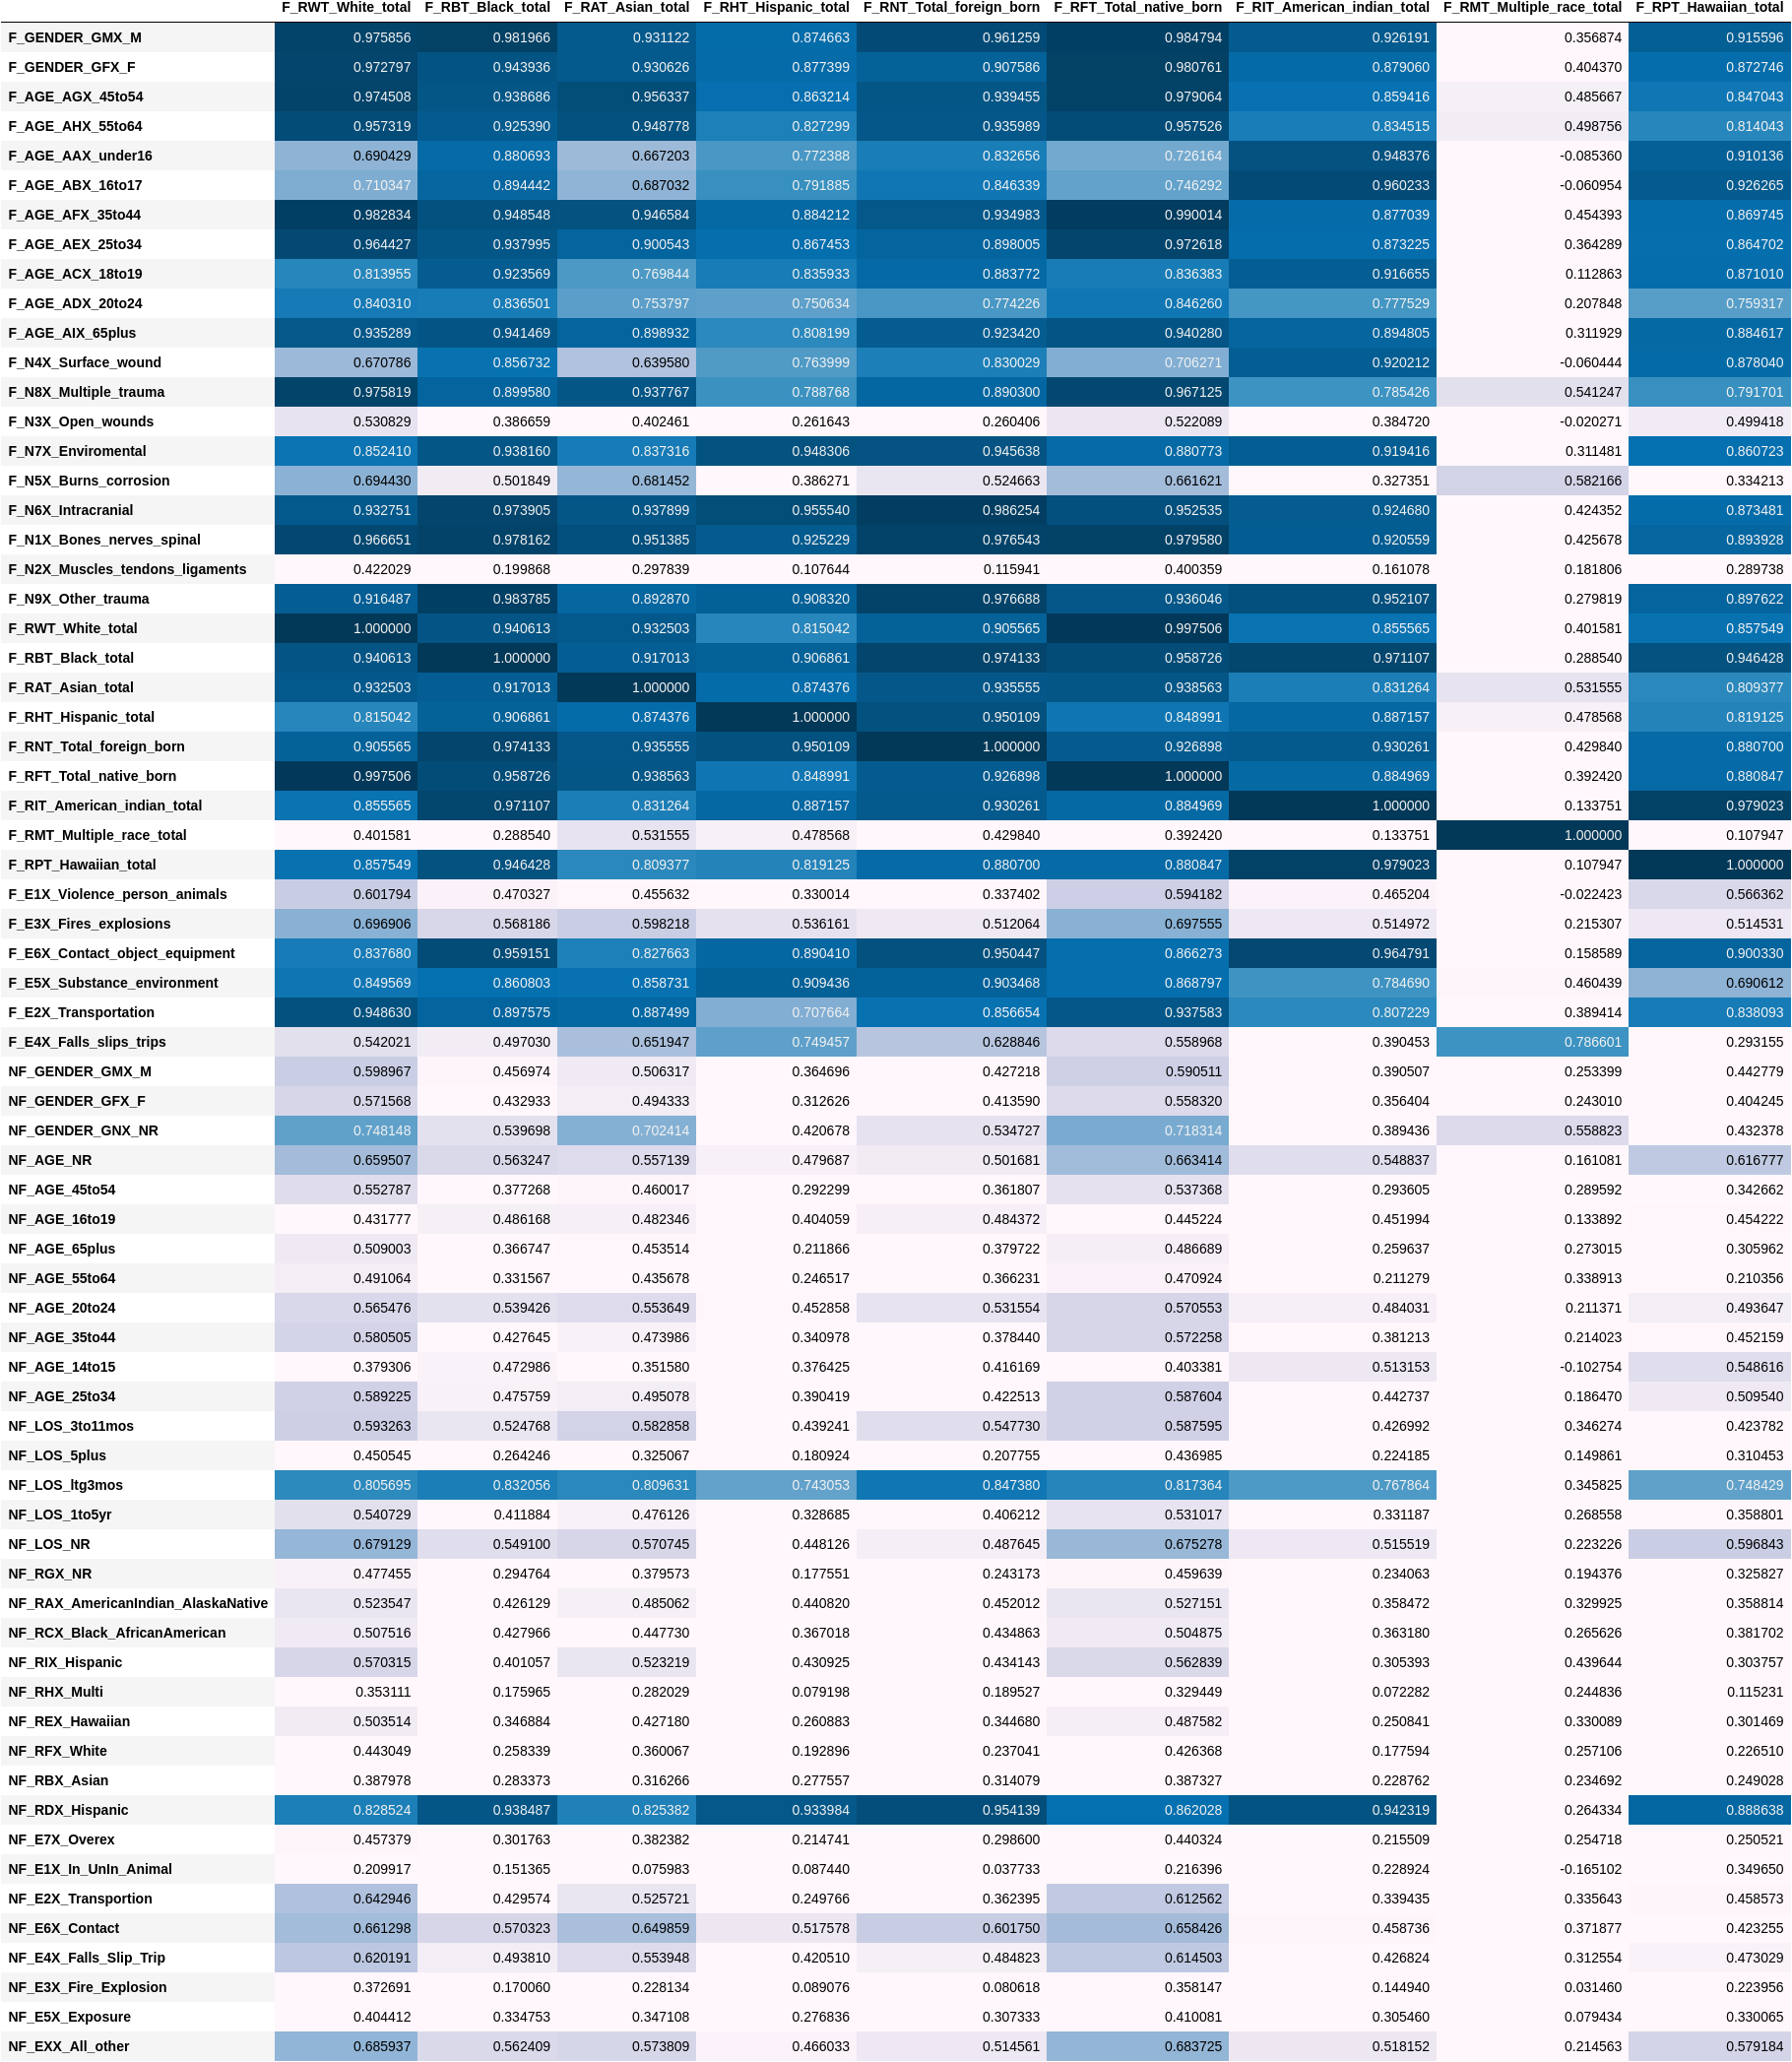 F_RWT_White_total F_RBT_Black_total F_RAT_Asian_total F_RHT_Hispanic_total F_RNT_Total_foreign_born F_RFT_Total_native_born F_RIT_American_indian_total F_RMT_Multiple_race_total F_RPT_Hawaiian_total
F_GENDER_GMX_M 0.975856 0.981966 0.931122 0.874663 0.961259 0.984794 0.926191 0.356874 0.915596
F_GENDER_GFX_F 0.972797 0.943936 0.930626 0.877399 0.907586 0.980761 0.879060 0.404370 0.872746
F_AGE_AGX_45to54 0.974508 0.938686 0.956337 0.863214 0.939455 0.979064 0.859416 0.485667 0.847043
F_AGE_AHX_55to64 0.957319 0.925390 0.948778 0.827299 0.935989 0.957526 0.834515 0.498756 0.814043
F_AGE_AAX_under16 0.690429 0.880693 0.667203 0.772388 0.832656 0.726164 0.948376 -0.085360 0.910136
F_AGE_ABX_16to17 0.710347 0.894442 0.687032 0.791885 0.846339 0.746292 0.960233 -0.060954 0.926265
F_AGE_AFX_35to44 0.982834 0.948548 0.946584 0.884212 0.934983 0.990014 0.877039 0.454393 0.869745
F_AGE_AEX_25to34 0.964427 0.937995 0.900543 0.867453 0.898005 0.972618 0.873225 0.364289 0.864702
F_AGE_ACX_18to19 0.813955 0.923569 0.769844 0.835933 0.883772 0.836383 0.916655 0.112863 0.871010
F_AGE_ADX_20to24 0.840310 0.836501 0.753797 0.750634 0.774226 0.846260 0.777529 0.207848 0.759317
F_AGE_AIX_65plus 0.935289 0.941469 0.898932 0.808199 0.923420 0.940280 0.894805 0.311929 0.884617
F_N4X_Surface_wound 0.670786 0.856732 0.639580 0.763999 0.830029 0.706271 0.920212 -0.060444 0.878040
F_N8X_Multiple_trauma 0.975819 0.899580 0.937767 0.788768 0.890300 0.967125 0.785426 0.541247 0.791701
F_N3X_Open_wounds 0.530829 0.386659 0.402461 0.261643 0.260406 0.522089 0.384720 -0.020271 0.499418
F_N7X_Enviromental 0.852410 0.938160 0.837316 0.948306 0.945638 0.880773 0.919416 0.311481 0.860723
F_N5X_Burns_corrosion 0.694430 0.501849 0.681452 0.386271 0.524663 0.661621 0.327351 0.582166 0.334213
F_N6X_Intracranial 0.932751 0.973905 0.937899 0.955540 0.986254 0.952535 0.924680 0.424352 0.873481
F_N1X_Bones_nerves_spinal 0.966651 0.978162 0.951385 0.925229 0.976543 0.979580 0.920559 0.425678 0.893928
F_N2X_Muscles_tendons_ligaments 0.422029 0.199868 0.297839 0.107644 0.115941 0.400359 0.161078 0.181806 0.289738
F_N9X_Other_trauma 0.916487 0.983785 0.892870 0.908320 0.976688 0.936046 0.952107 0.279819 0.897622
F_RWT_White_total 1.000000 0.940613 0.932503 0.815042 0.905565 0.997506 0.855565 0.401581 0.857549
F_RBT_Black_total 0.940613 1.000000 0.917013 0.906861 0.974133 0.958726 0.971107 0.288540 0.946428
F_RAT_Asian_total 0.932503 0.917013 1.000000 0.874376 0.935555 0.938563 0.831264 0.531555 0.809377
F_RHT_Hispanic_total 0.815042 0.906861 0.874376 1.000000 0.950109 0.848991 0.887157 0.478568 0.819125
F_RNT_Total_foreign_born 0.905565 0.974133 0.935555 0.950109 1.000000 0.926898 0.930261 0.429840 0.880700
F_RFT_Total_native_born 0.997506 0.958726 0.938563 0.848991 0.926898 1.000000 0.884969 0.392420 0.880847
F_RIT_American_indian_total 0.855565 0.971107 0.831264 0.887157 0.930261 0.884969 1.000000 0.133751 0.979023
F_RMT_Multiple_race_total 0.401581 0.288540 0.531555 0.478568 0.429840 0.392420 0.133751 1.000000 0.107947
F_RPT_Hawaiian_total 0.857549 0.946428 0.809377 0.819125 0.880700 0.880847 0.979023 0.107947 1.000000
F_E1X_Violence_person_animals 0.601794 0.470327 0.455632 0.330014 0.337402 0.594182 0.465204 -0.022423 0.566362
F_E3X_Fires_explosions 0.696906 0.568186 0.598218 0.536161 0.512064 0.697555 0.514972 0.215307 0.514531
F_E6X_Contact_object_equipment 0.837680 0.959151 0.827663 0.890410 0.950447 0.866273 0.964791 0.158589 0.900330
F_E5X_Substance_environment 0.849569 0.860803 0.858731 0.909436 0.903468 0.868797 0.784690 0.460439 0.690612
F_E2X_Transportation 0.948630 0.897575 0.887499 0.707664 0.856654 0.937583 0.807229 0.389414 0.838093
F_E4X_Falls_slips_trips 0.542021 0.497030 0.651947 0.749457 0.628846 0.558968 0.390453 0.786601 0.293155
NF_GENDER_GMX_M 0.598967 0.456974 0.506317 0.364696 0.427218 0.590511 0.390507 0.253399 0.442779
NF_GENDER_GFX_F 0.571568 0.432933 0.494333 0.312626 0.413590 0.558320 0.356404 0.243010 0.404245
NF_GENDER_GNX_NR 0.748148 0.539698 0.702414 0.420678 0.534727 0.718314 0.389436 0.558823 0.432378
NF_AGE_NR 0.659507 0.563247 0.557139 0.479687 0.501681 0.663414 0.548837 0.161081 0.616777
NF_AGE_45to54 0.552787 0.377268 0.460017 0.292299 0.361807 0.537368 0.293605 0.289592 0.342662
NF_AGE_16to19 0.431777 0.486168 0.482346 0.404059 0.484372 0.445224 0.451994 0.133892 0.454222
NF_AGE_65plus 0.509003 0.366747 0.453514 0.211866 0.379722 0.486689 0.259637 0.273015 0.305962
NF_AGE_55to64 0.491064 0.331567 0.435678 0.246517 0.366231 0.470924 0.211279 0.338913 0.210356
NF_AGE_20to24 0.565476 0.539426 0.553649 0.452858 0.531554 0.570553 0.484031 0.211371 0.493647
NF_AGE_35to44 0.580505 0.427645 0.473986 0.340978 0.378440 0.572258 0.381213 0.214023 0.452159
NF_AGE_14to15 0.379306 0.472986 0.351580 0.376425 0.416169 0.403381 0.513153 -0.102754 0.548616
NF_AGE_25to34 0.589225 0.475759 0.495078 0.390419 0.422513 0.587604 0.442737 0.186470 0.509540
NF_LOS_3to11mos 0.593263 0.524768 0.582858 0.439241 0.547730 0.587595 0.426992 0.346274 0.423782
NF_LOS_5plus 0.450545 0.264246 0.325067 0.180924 0.207755 0.436985 0.224185 0.149861 0.310453
NF_LOS_ltg3mos 0.805695 0.832056 0.809631 0.743053 0.847380 0.817364 0.767864 0.345825 0.748429
NF_LOS_1to5yr 0.540729 0.411884 0.476126 0.328685 0.406212 0.531017 0.331187 0.268558 0.358801
NF_LOS_NR 0.679129 0.549100 0.570745 0.448126 0.487645 0.675278 0.515519 0.223226 0.596843
NF_RGX_NR 0.477455 0.294764 0.379573 0.177551 0.243173 0.459639 0.234063 0.194376 0.325827
NF_RAX_AmericanIndian_AlaskaNative 0.523547 0.426129 0.485062 0.440820 0.452012 0.527151 0.358472 0.329925 0.358814
NF_RCX_Black_AfricanAmerican 0.507516 0.427966 0.447730 0.367018 0.434863 0.504875 0.363180 0.265626 0.381702
NF_RIX_Hispanic 0.570315 0.401057 0.523219 0.430925 0.434143 0.562839 0.305393 0.439644 0.303757
NF_RHX_Multi 0.353111 0.175965 0.282029 0.079198 0.189527 0.329449 0.072282 0.244836 0.115231
NF_REX_Hawaiian 0.503514 0.346884 0.427180 0.260883 0.344680 0.487582 0.250841 0.330089 0.301469
NF_RFX_White 0.443049 0.258339 0.360067 0.192896 0.237041 0.426368 0.177594 0.257106 0.226510
NF_RBX_Asian 0.387978 0.283373 0.316266 0.277557 0.314079 0.387327 0.228762 0.234692 0.249028
NF_RDX_Hispanic 0.828524 0.938487 0.825382 0.933984 0.954139 0.862028 0.942319 0.264334 0.888638
NF_E7X_Overex 0.457379 0.301763 0.382382 0.214741 0.298600 0.440324 0.215509 0.254718 0.250521
NF_E1X_In_UnIn_Animal 0.209917 0.151365 0.075983 0.087440 0.037733 0.216396 0.228924 -0.165102 0.349650
NF_E2X_Transportion 0.642946 0.429574 0.525721 0.249766 0.362395 0.612562 0.339435 0.335643 0.458573
NF_E6X_Contact 0.661298 0.570323 0.649859 0.517578 0.601750 0.658426 0.458736 0.371877 0.423255
NF_E4X_Falls_Slip_Trip 0.620191 0.493810 0.553948 0.420510 0.484823 0.614503 0.426824 0.312554 0.473029
NF_E3X_Fire_Explosion 0.372691 0.170060 0.228134 0.089076 0.080618 0.358147 0.144940 0.031460 0.223956
NF_E5X_Exposure 0.404412 0.334753 0.347108 0.276836 0.307333 0.410081 0.305460 0.079434 0.330065
NF_EXX_All_other 0.685937 0.562409 0.573809 0.466033 0.514561 0.683725 0.518152 0.214563 0.579184